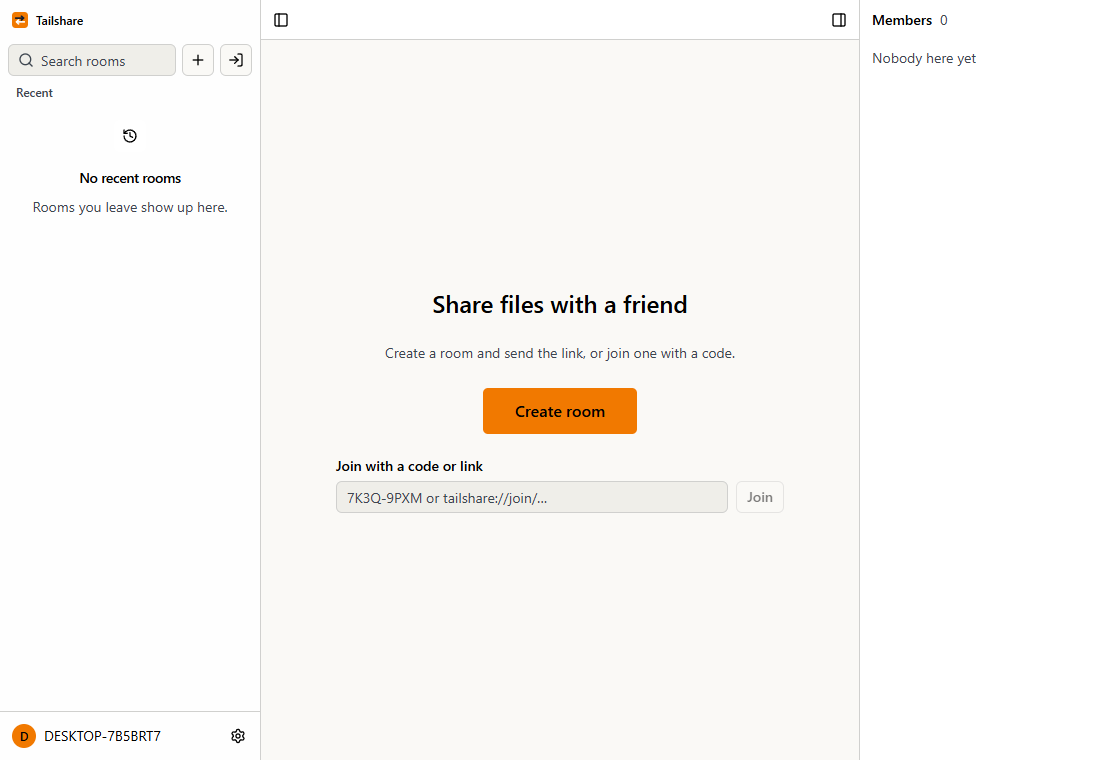 Tailshare
Search rooms
Recent
No recent rooms
Rooms you leave show up here.
D DESKTOP-7B5BRT7
Share files with a friend
Create a room and send the link, or join one with a code.
Create room
Join with a code or link
7K3Q-9PXM or tailshare://join/... Join
Members 0
Nobody here yet